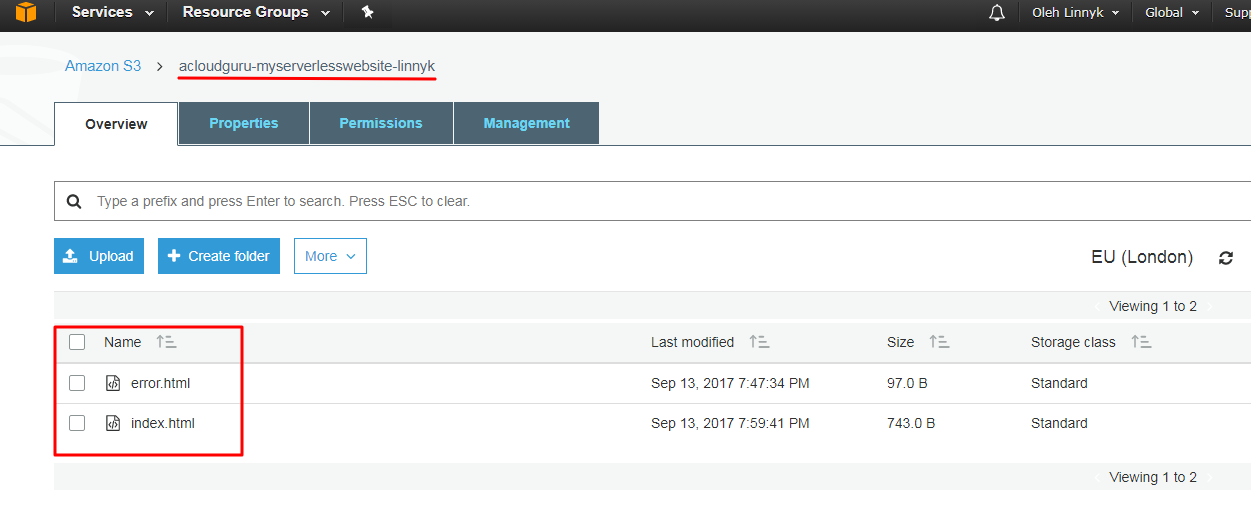 Services Resource Groups Oleh Linnyk Global Supp
Amazon S3 > acloudguru-myserverlesswebsite-linnyk
Overview Properties Permissions Management
Type a prefix and press Enter to search. Press ESC to clear.
Upload Create folder More EU (London)
Viewing 1 to 2
Name Last modified Size Storage class
error.html Sep 13, 2017 7:47:34 PM 97.0 B Standard
index.html Sep 13, 2017 7:59:41 PM 743.0 B Standard
Viewing 1 to 2